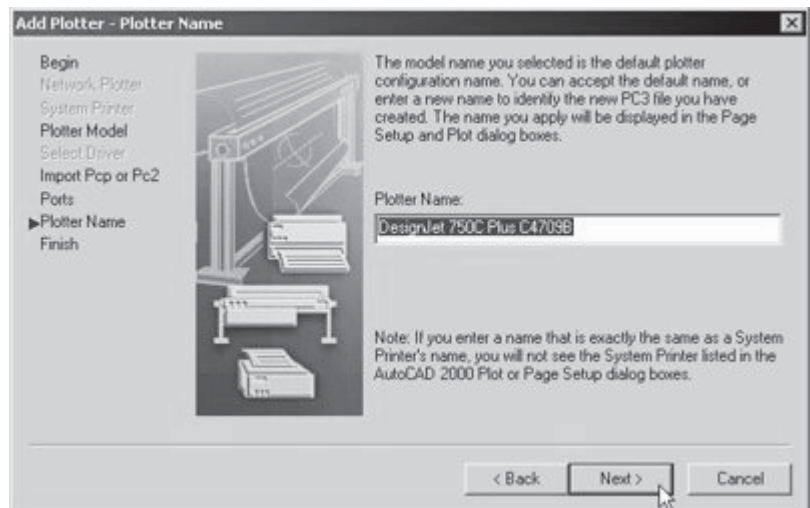 Add Plotter - Plotter Name
Begin
Network Plotter
System Printer
Plotter Model
Select Driver
Import Pcp or Pc2
Ports
Plotter Name
Finish
The model name you selected is the default plotter
configuration name. You can accept the default name, or
enter a new name to identify the new PC3 file you have
created. The name you apply will be displayed in the Page
Setup and Plot dialog boxes.
Plotter Name:
DesignJet 750C Plus C4709B
Note: If you enter a name that is exactly the same as a System
Printer's name, you will not see the System Printer listed in the
AutoCAD 2000 Plot or Page Setup dialog boxes.
< Back
Next >
Cancel